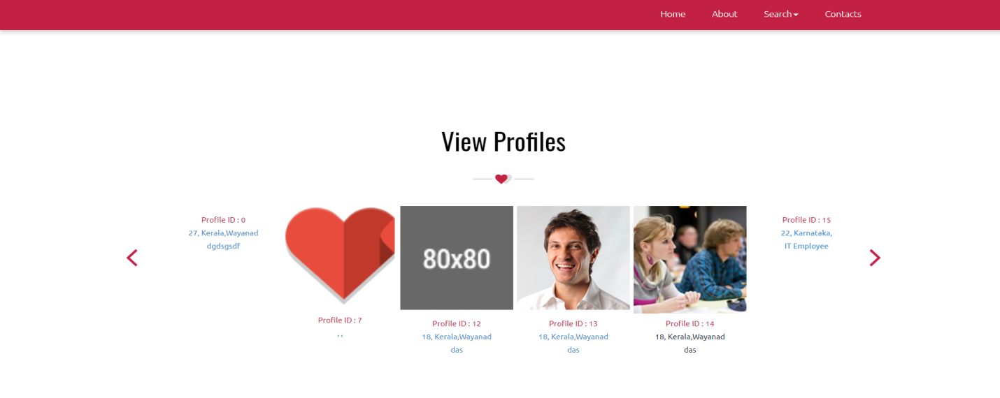 Home About Search Contacts
View Profiles
Profile ID : 0
27, Kerala,Wayanad
dgdsgsdf
Profile ID : 7
, ,
80x80
Profile ID : 12
18, Kerala,Wayanad
das
Profile ID : 13
18, Kerala,Wayanad
das
Profile ID : 14
18, Kerala,Wayanad
das
Profile ID : 15
22, Karnataka,
IT Employee